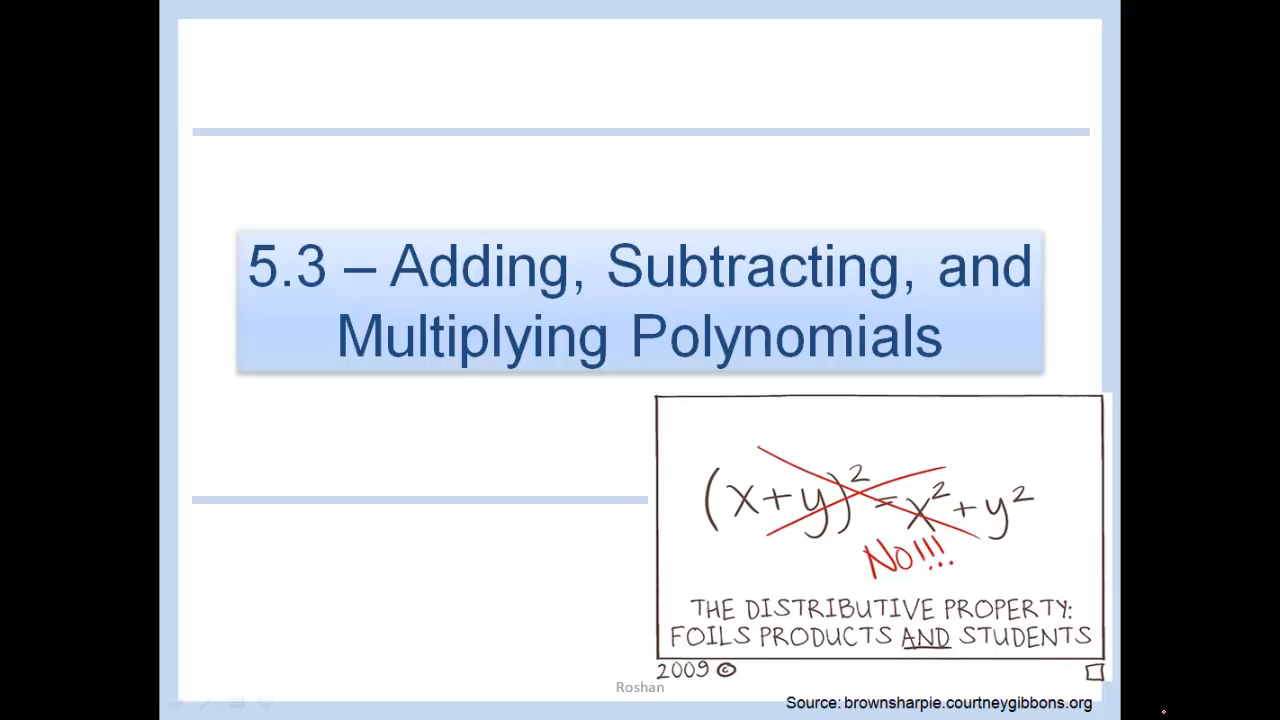 5.3 – Adding, Subtracting, and
Multiplying Polynomials
(x+y)² = x² + y²
No!!!
THE DISTRIBUTIVE PROPERTY:
FOILS PRODUCTS AND STUDENTS
2009 ©
Roshan
Source: brownsharpie.courtneygibbons.org